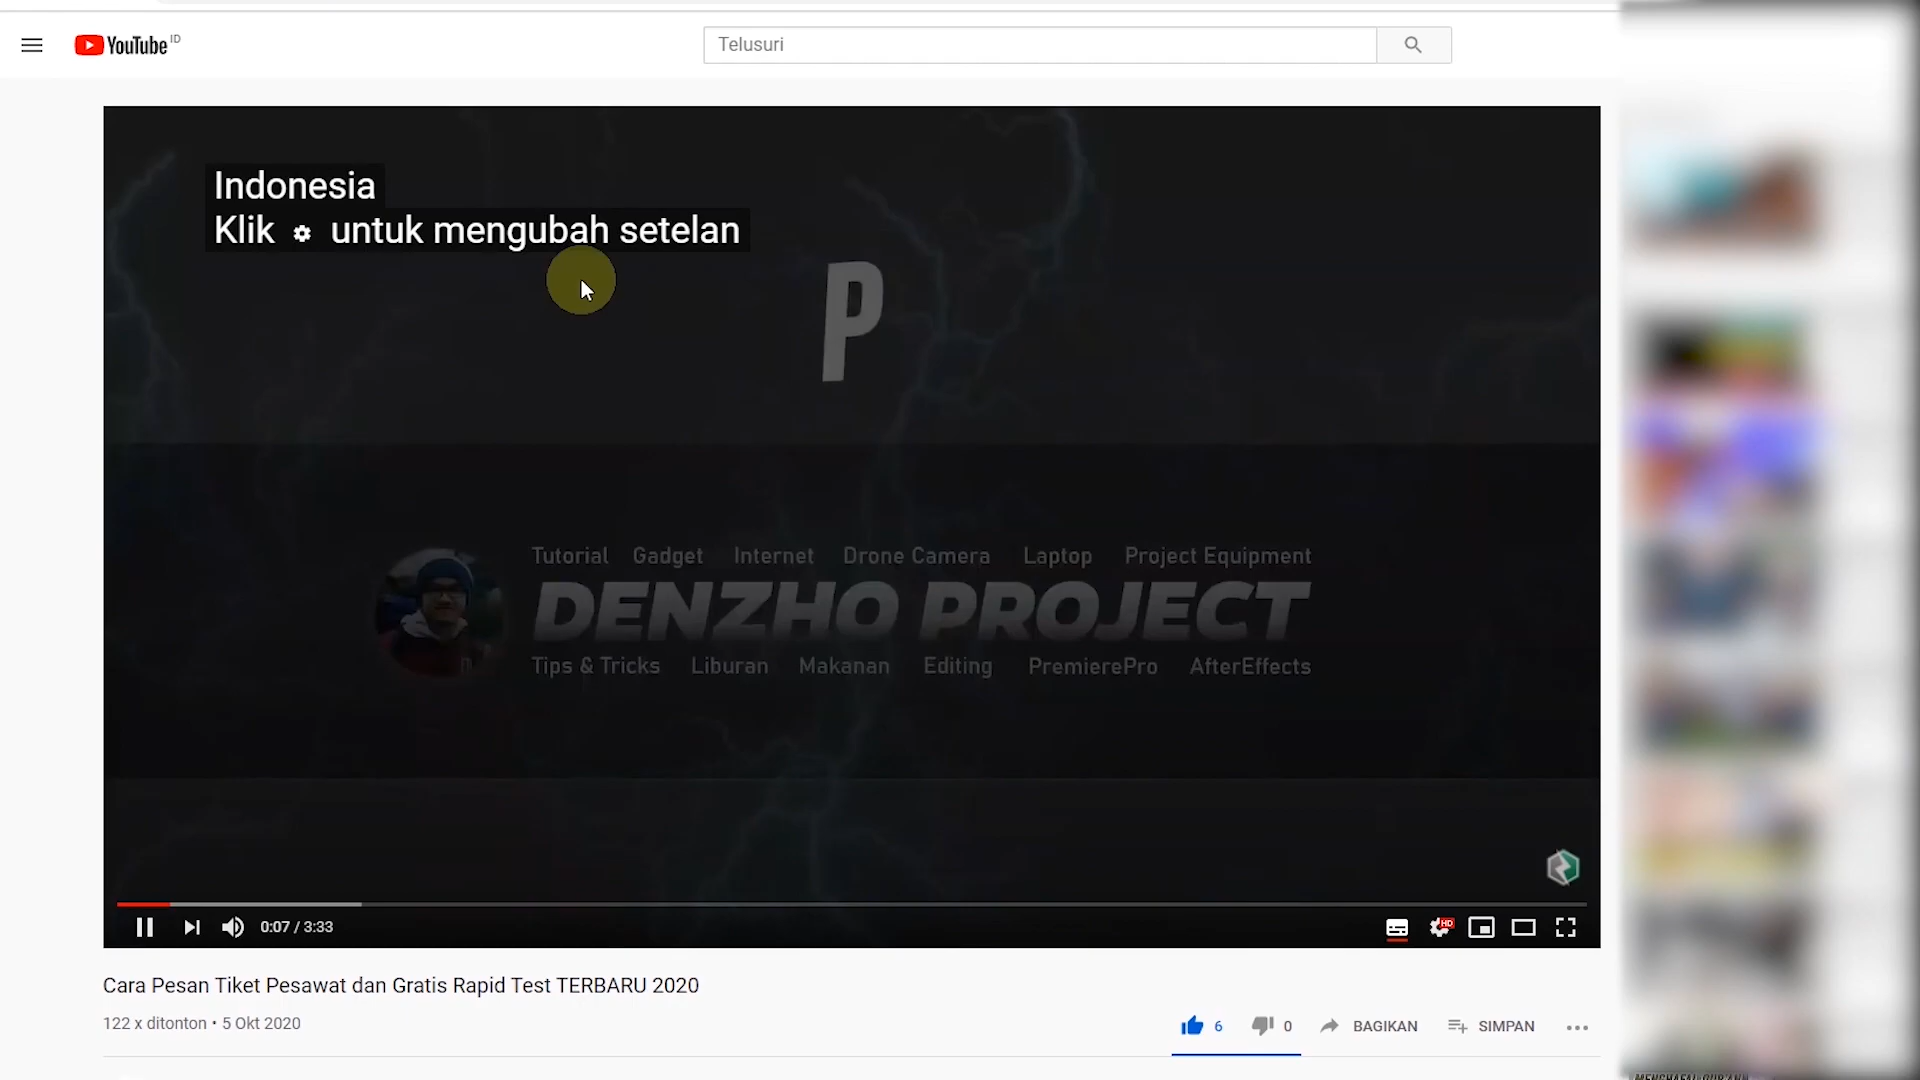 YouTube ID
Telusuri
Indonesia
Klik untuk mengubah setelan
P
Tutorial Gadget Internet Drone Camera Laptop Project Equipment
DENZHO PROJECT
Tips & Tricks Liburan Makanan Editing PremierePro AfterEffects
0:07 / 3:33
HD
Cara Pesan Tiket Pesawat dan Gratis Rapid Test TERBARU 2020
122 x ditonton • 5 Okt 2020
6 0 BAGIKAN SIMPAN